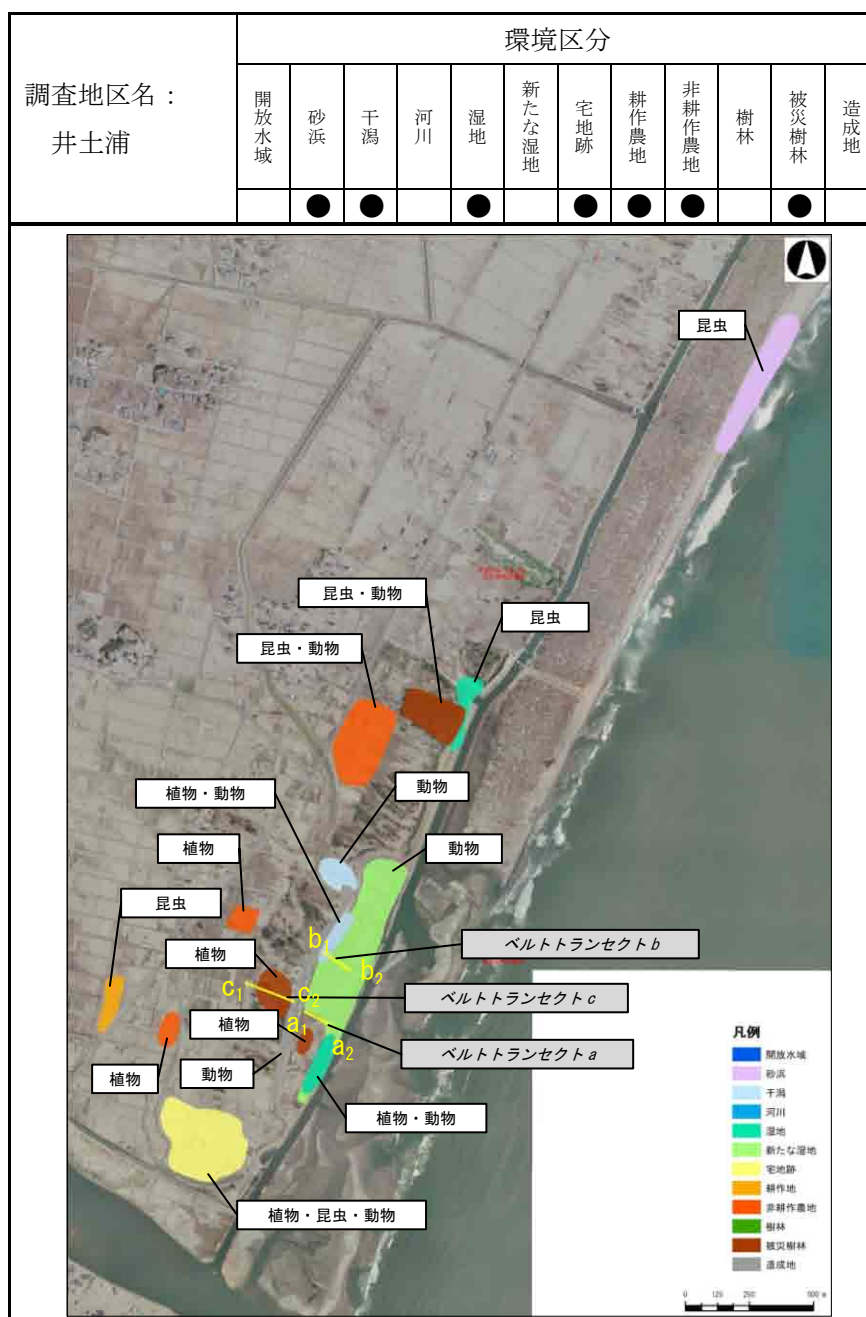 環境区分
調査地区名：
井土浦
開放水域
砂浜
干潟
河川
湿地
新たな湿地
宅地跡
耕作農地
非耕作農地
樹林
被災樹林
造成地
● ● ● ● ● ● ●
昆虫
昆虫・動物
昆虫
昆虫・動物
植物・動物
動物
植物
動物
昆虫
b1
ベルトトランセクトb
植物
b2
c1
c2
ベルトトランセクトc
植物
a1
a2
ベルトトランセクトa
植物
動物
植物・動物
植物・昆虫・動物
凡例
開放水域
砂浜
干潟
河川
湿地
新たな湿地
宅地跡
耕作地
非耕作農地
樹林
被災樹林
造成地
0 125 250 500 m